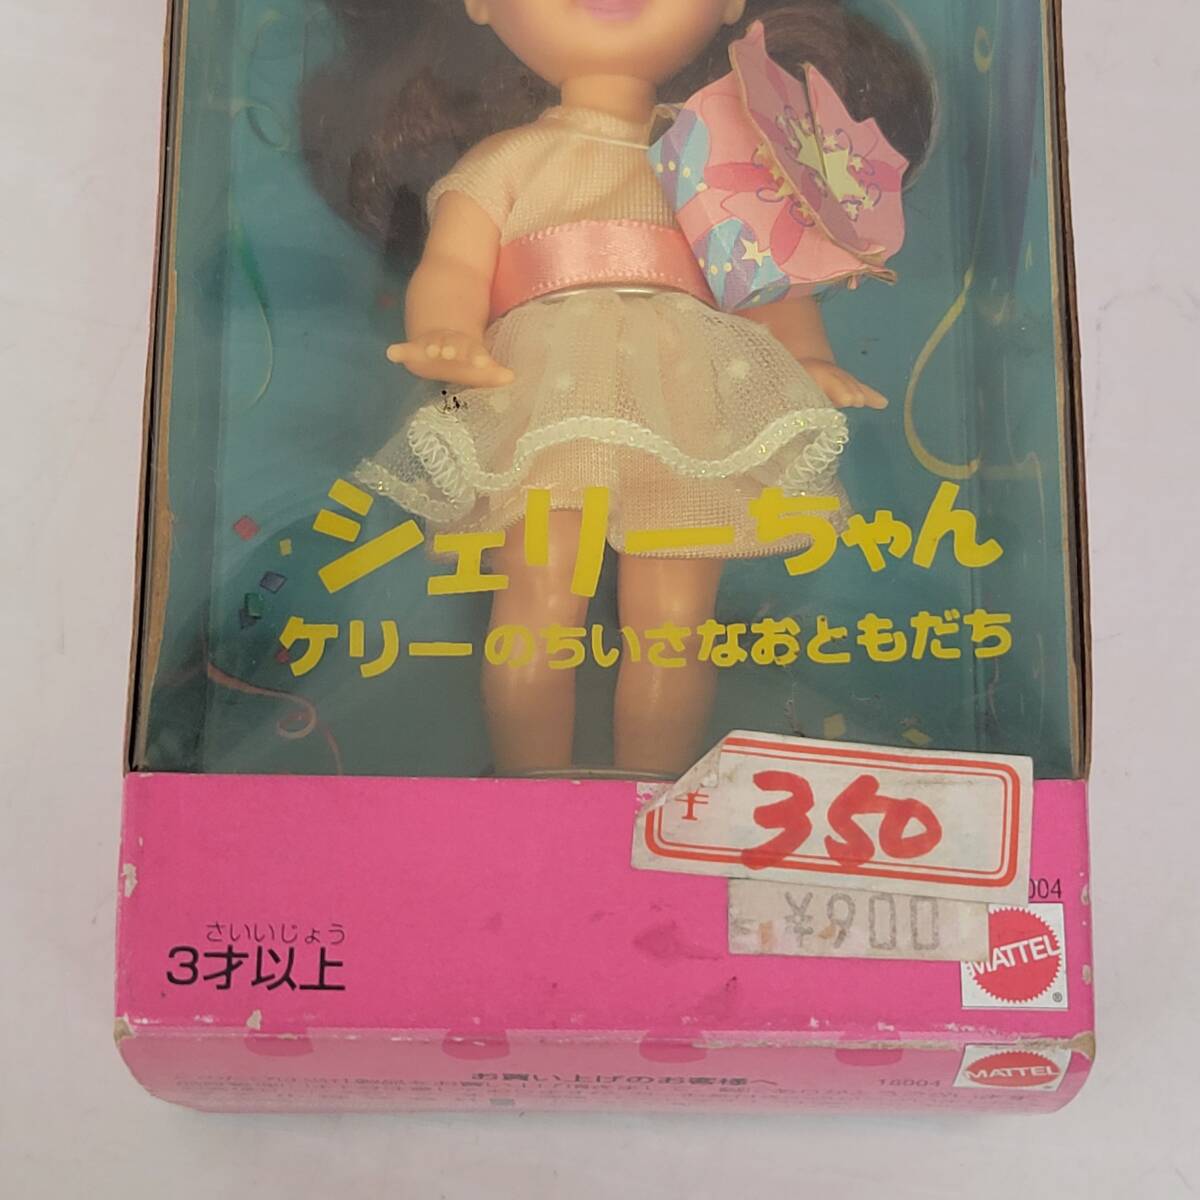 シェリーちゃん
ケリーのちいさなおともだち
¥ 350
¥900
004
MATTEL
®
さいいじょう
3才以上
お買い上げのお客様へ
16004
MATTEL